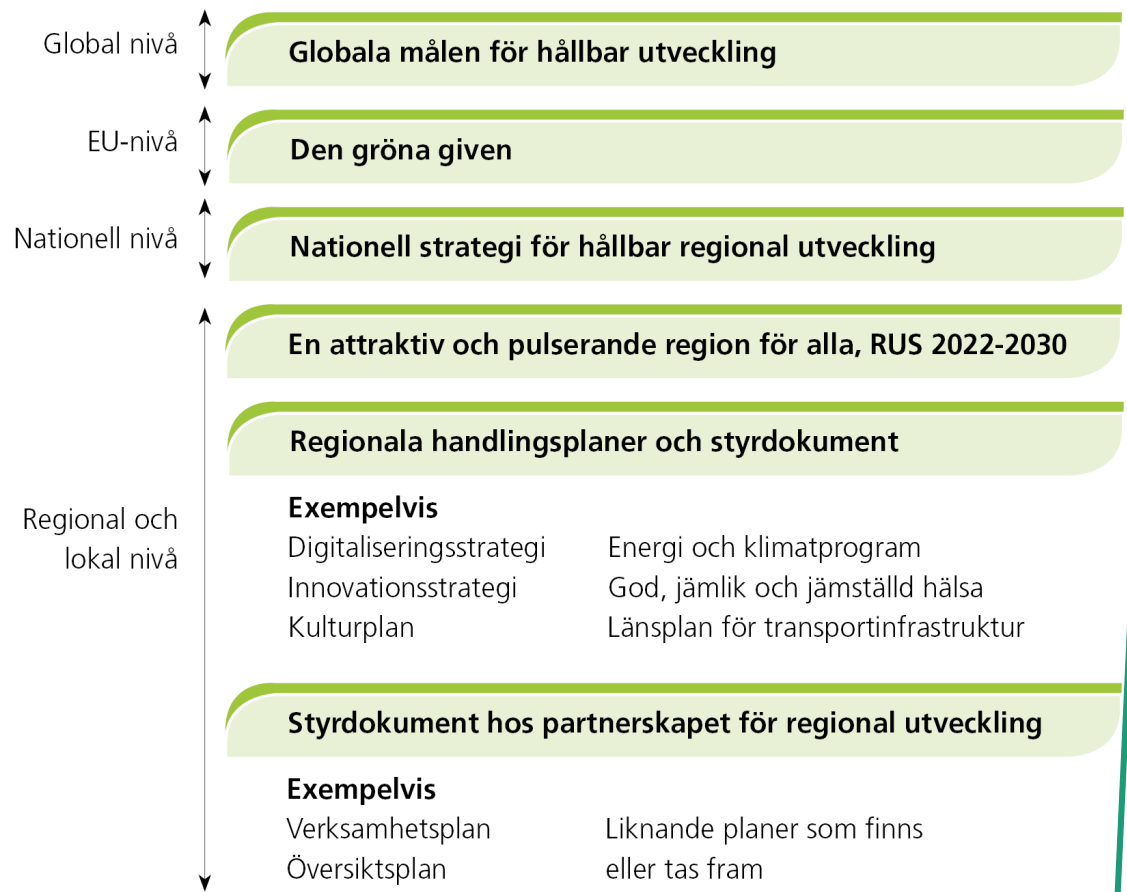 Global nivå
Globala målen för hållbar utveckling
EU-nivå
Den gröna given
Nationell nivå
Nationell strategi för hållbar regional utveckling
En attraktiv och pulserande region för alla, RUS 2022-2030
Regionala handlingsplaner och styrdokument
Regional och
lokal nivå
Exempelvis
Digitaliseringsstrategi
Energi och klimatprogram
Innovationsstrategi
God, jämlik och jämställd hälsa
Kulturplan
Länsplan för transportinfrastruktur
Styrdokument hos partnerskapet för regional utveckling
Exempelvis
Verksamhetsplan
Liknande planer som finns
Översiktsplan
eller tas fram